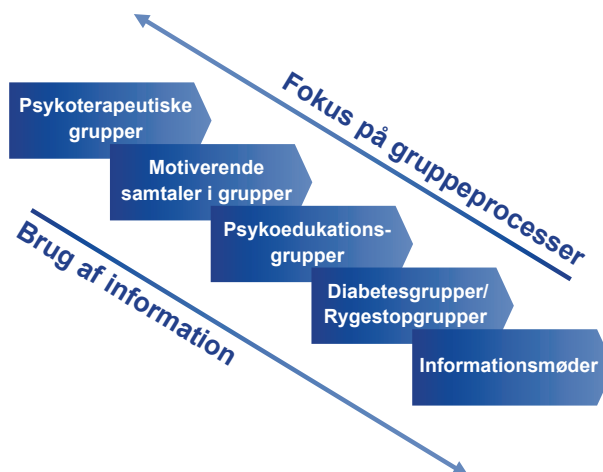 Fokus på gruppeprocesser
Psykoterapeutiske
grupper
Motiverende
samtaler i grupper
Psykoedukations-
grupper
Diabetesgrupper/
Rygestopgrupper
Informationsmøder
Brug af information